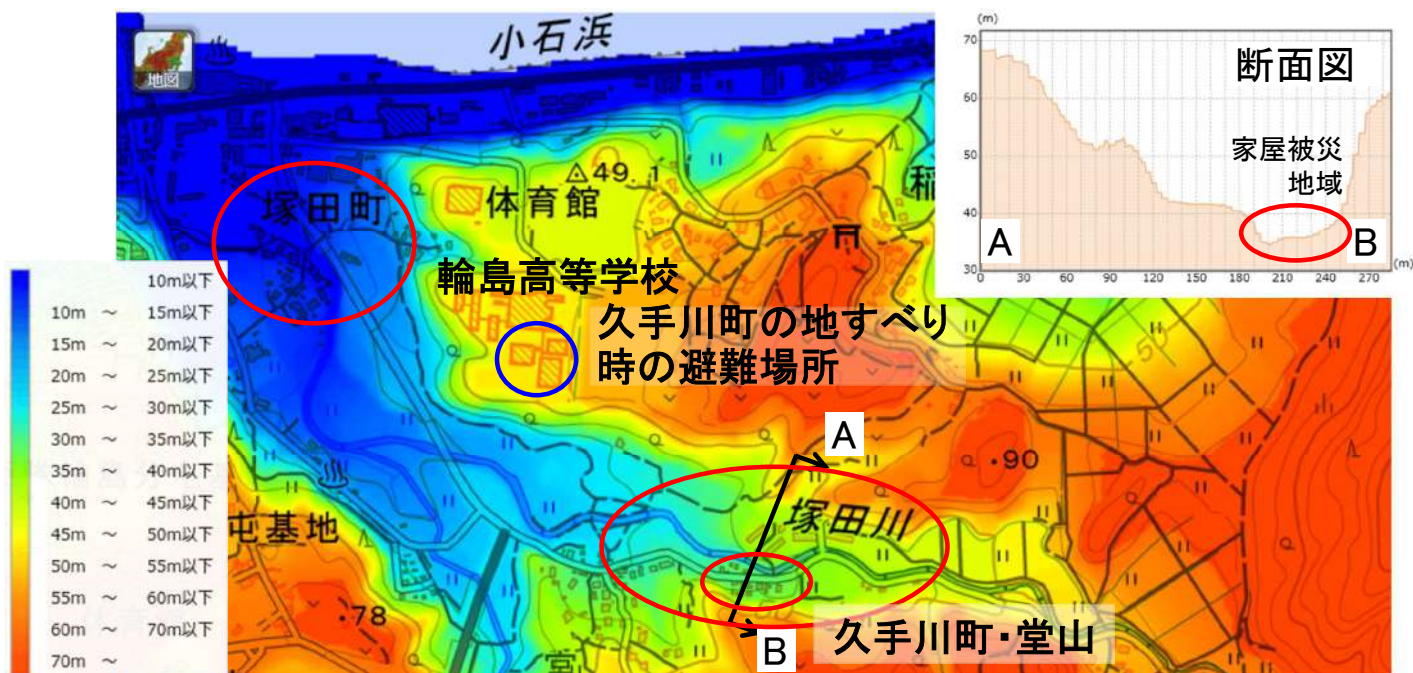 小石浜
地図
塚田町
体育館
49.1
稲
輪島高等学校
久手川町の地すべり
時の避難場所
屯基地
78
90
50
塚田川
A
B
久手川町・堂山
宮
10m以下
10m ～ 15m以下
15m ～ 20m以下
20m ～ 25m以下
25m ～ 30m以下
30m ～ 35m以下
35m ～ 40m以下
40m ～ 45m以下
45m ～ 50m以下
50m ～ 55m以下
55m ～ 60m以下
60m ～ 70m以下
70m ～
(m)
断面図
70
60
50
40
30
家屋被災
地域
A
B
0 30 60 90 120 150 180 210 240 270
(m)